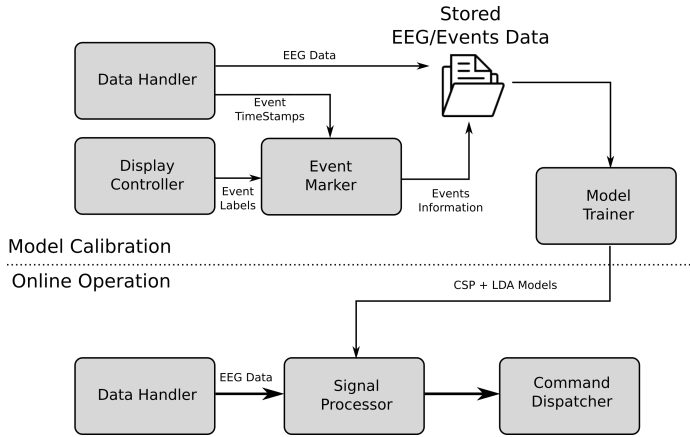 Stored
EEG/Events Data
EEG Data
Data Handler
Event
TimeStamps
Display
Controller
Event
Labels
Event
Marker
Events
Information
Model
Trainer
Model Calibration
Online Operation
CSP + LDA Models
Data Handler
EEG Data
Signal
Processor
Command
Dispatcher